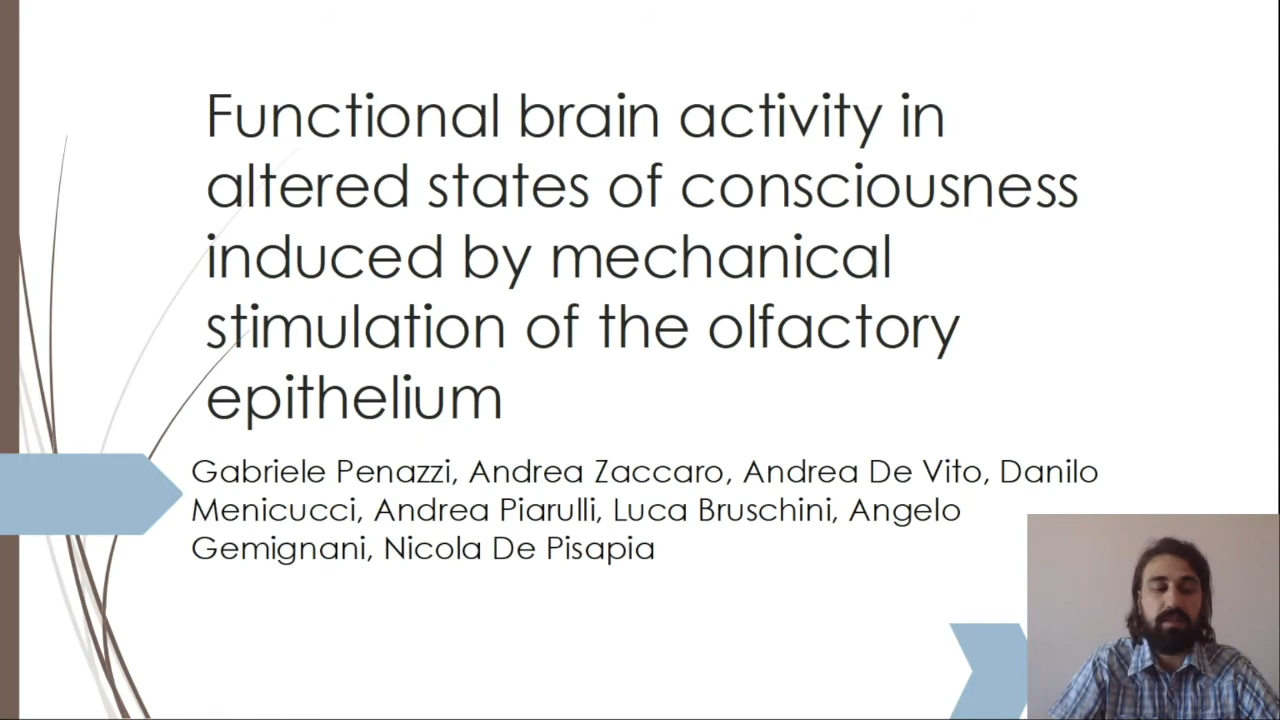 Functional brain activity in
altered states of consciousness
induced by mechanical
stimulation of the olfactory
epithelium
Gabriele Penazzi, Andrea Zaccaro, Andrea De Vito, Danilo
Menicucci, Andrea Piarulli, Luca Bruschini, Angelo
Gemignani, Nicola De Pisapia